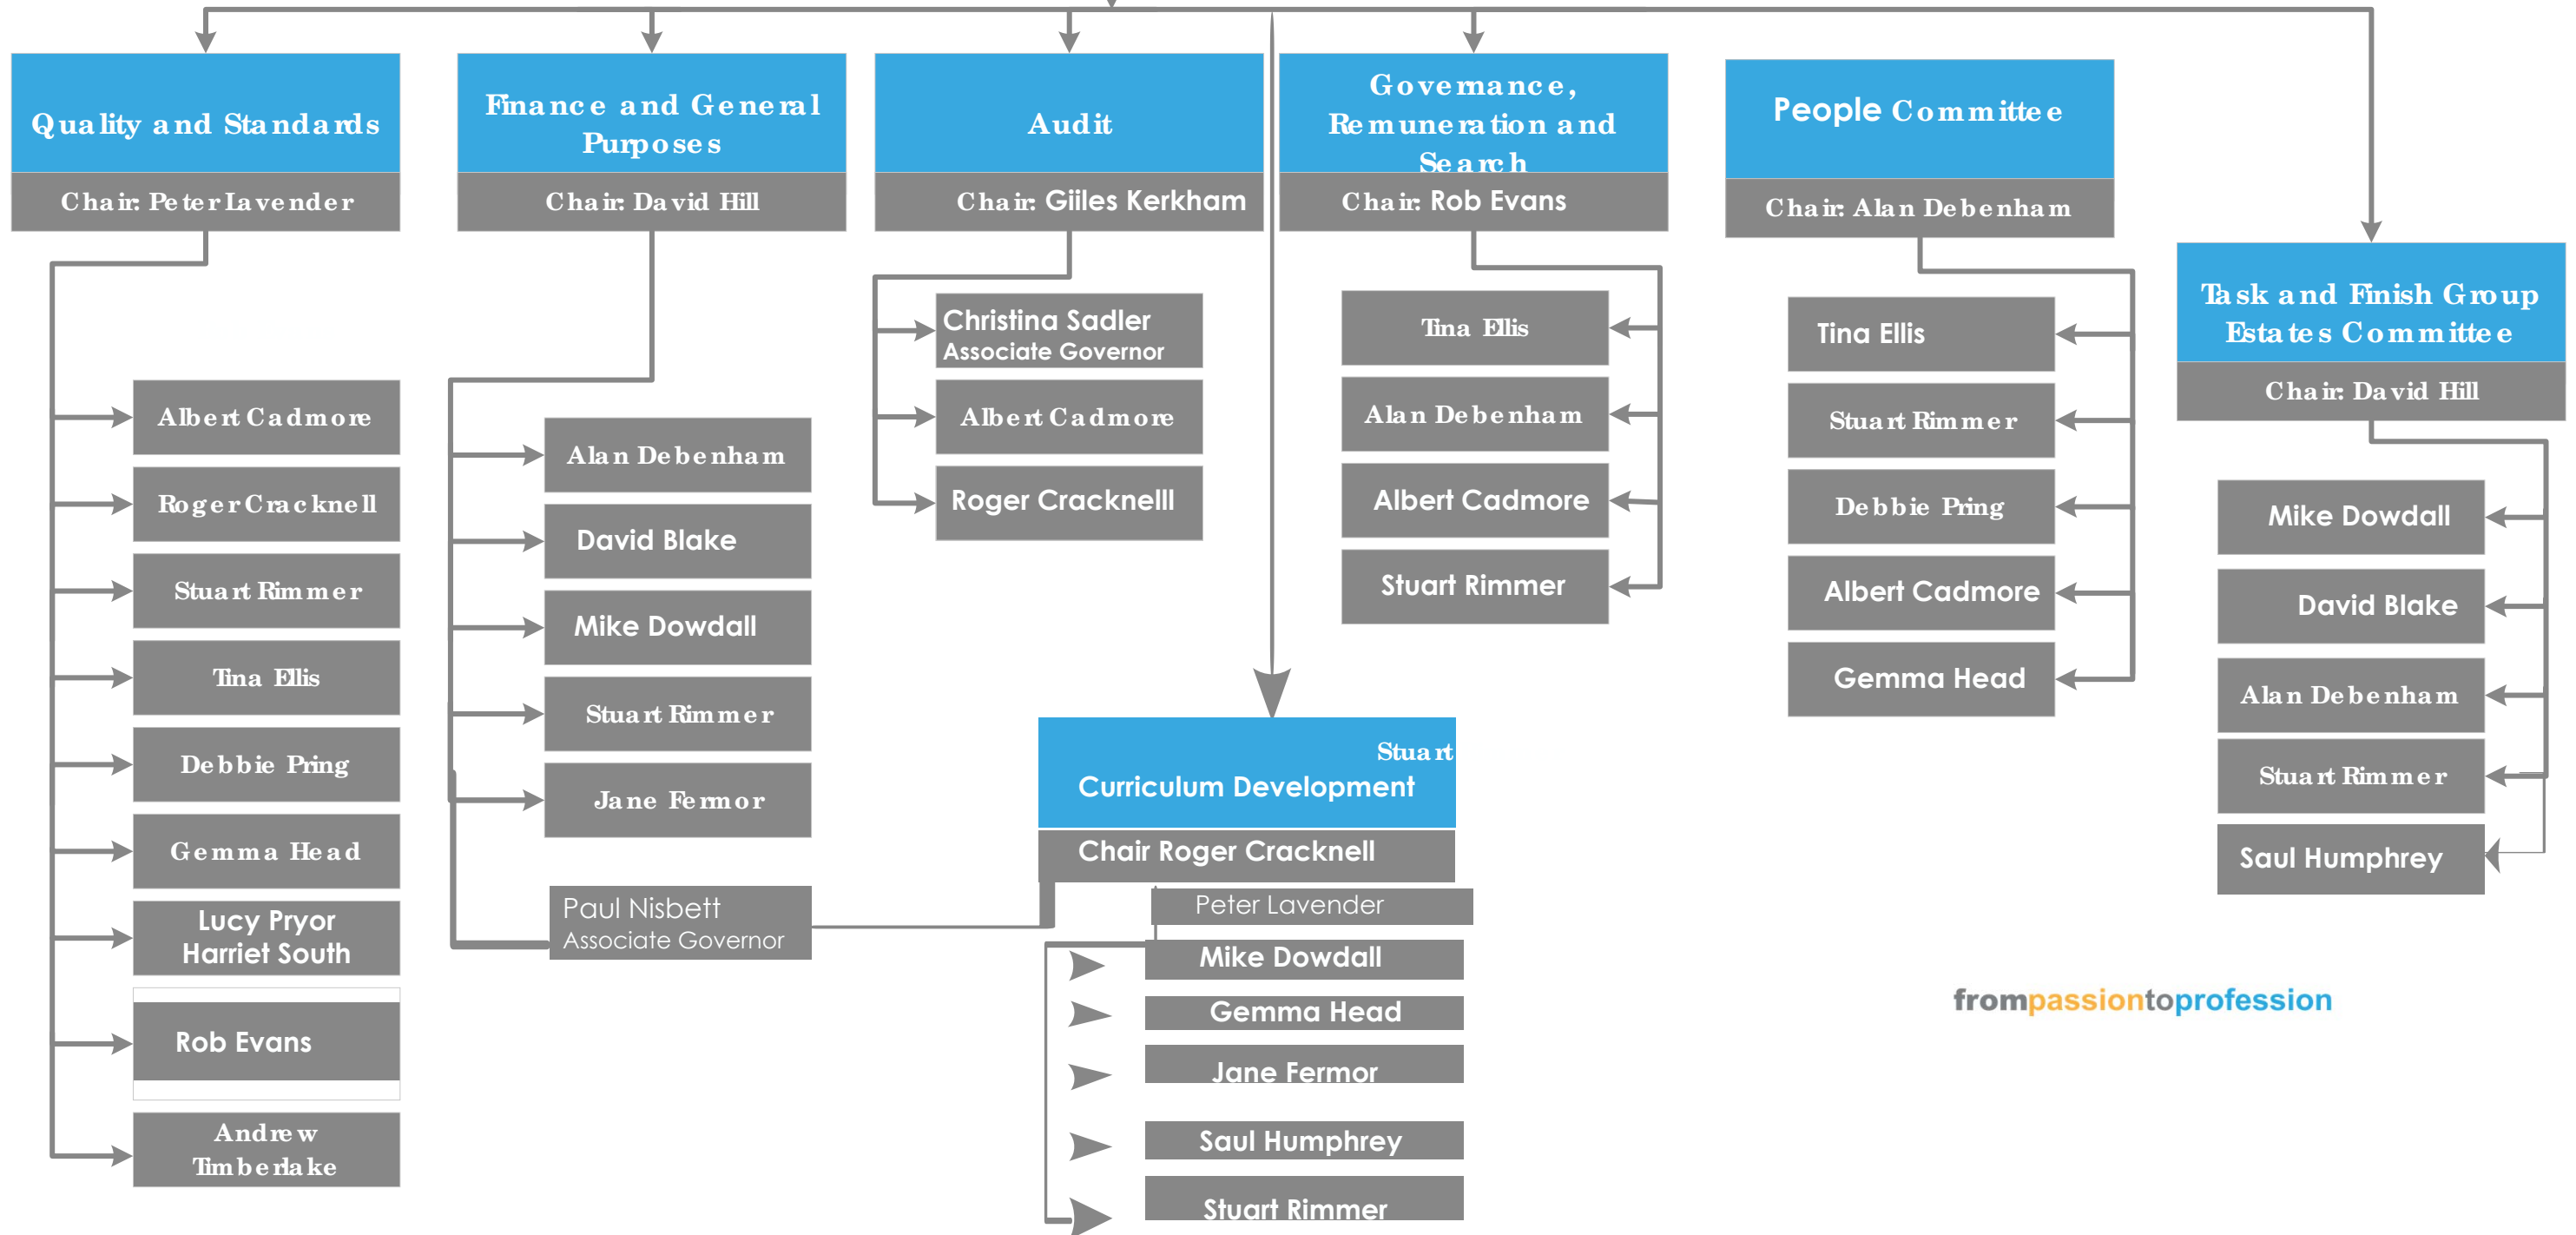 Quality and Standards
Chair: Peter Lavender
Albert Cadmore
Roger Cracknell
Stuart Rimmer
Tina Ellis
Debbie Pring
Gemma Head
Lucy Pryor
Harriet South
Rob Evans
Andrew
Timberlake
Finance and General
Purposes
Chair: David Hill
Alan Debenham
David Blake
Mike Dowdall
Stuart Rimmer
Jane Fermor
Paul Nisbett
Associate Governor
Audit
Chair: Giiles Kerkham
Christina Sadler
Associate Governor
Albert Cadmore
Roger Cracknelll
Governance,
Remuneration and
Search
Chair: Rob Evans
Tina Ellis
Alan Debenham
Albert Cadmore
Stuart Rimmer
Stuart
Curriculum Development
Chair Roger Cracknell
Peter Lavender
Mike Dowdall
Gemma Head
Jane Fermor
Saul Humphrey
Stuart Rimmer
People Committee
Chair: Alan Debenham
Tina Ellis
Stuart Rimmer
Debbie Pring
Albert Cadmore
Gemma Head
Task and Finish Group
Estates Committee
Chair: David Hill
Mike Dowdall
David Blake
Alan Debenham
Stuart Rimmer
Saul Humphrey
frompassiontoprofession